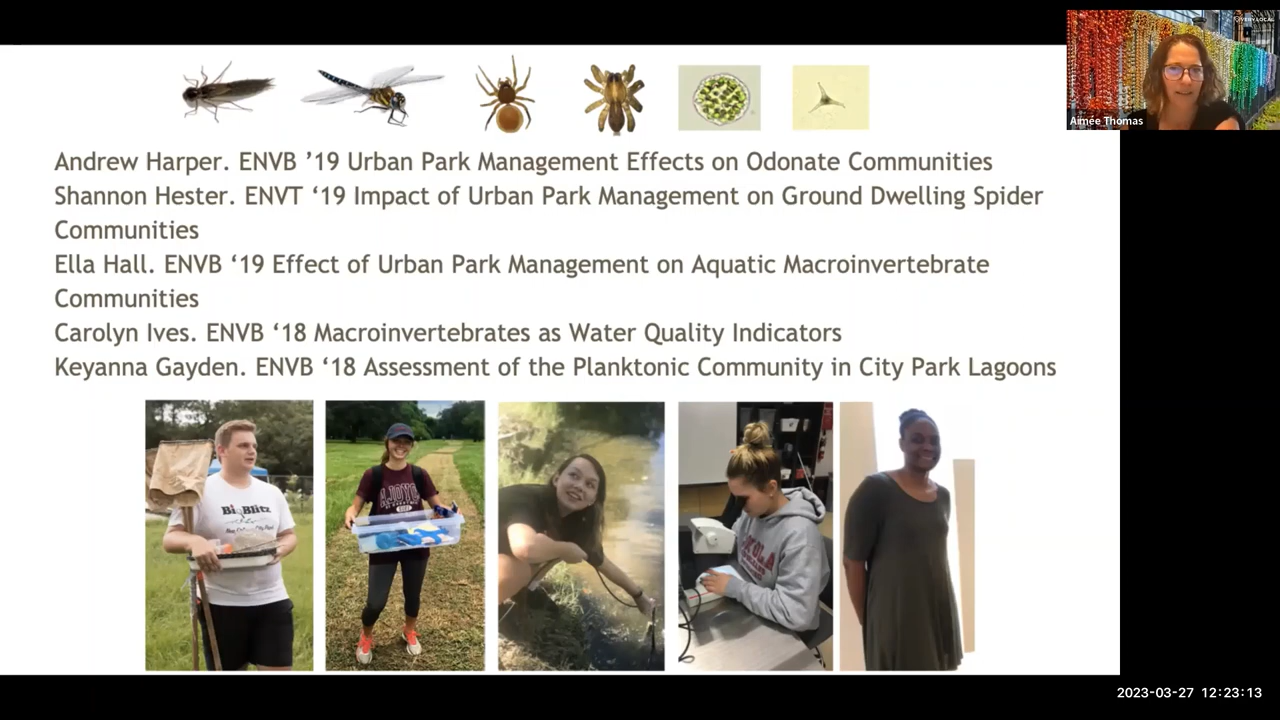 VERY LOCAL
Aimée Thomas
Andrew Harper. ENVB ’19 Urban Park Management Effects on Odonate Communities
Shannon Hester. ENVT ‘19 Impact of Urban Park Management on Ground Dwelling Spider
Communities
Ella Hall. ENVB ‘19 Effect of Urban Park Management on Aquatic Macroinvertebrate
Communities
Carolyn Ives. ENVB ‘18 Macroinvertebrates as Water Quality Indicators
Keyanna Gayden. ENVB ‘18 Assessment of the Planktonic Community in City Park Lagoons
BioBlitz
2023-03-27 12:23:13